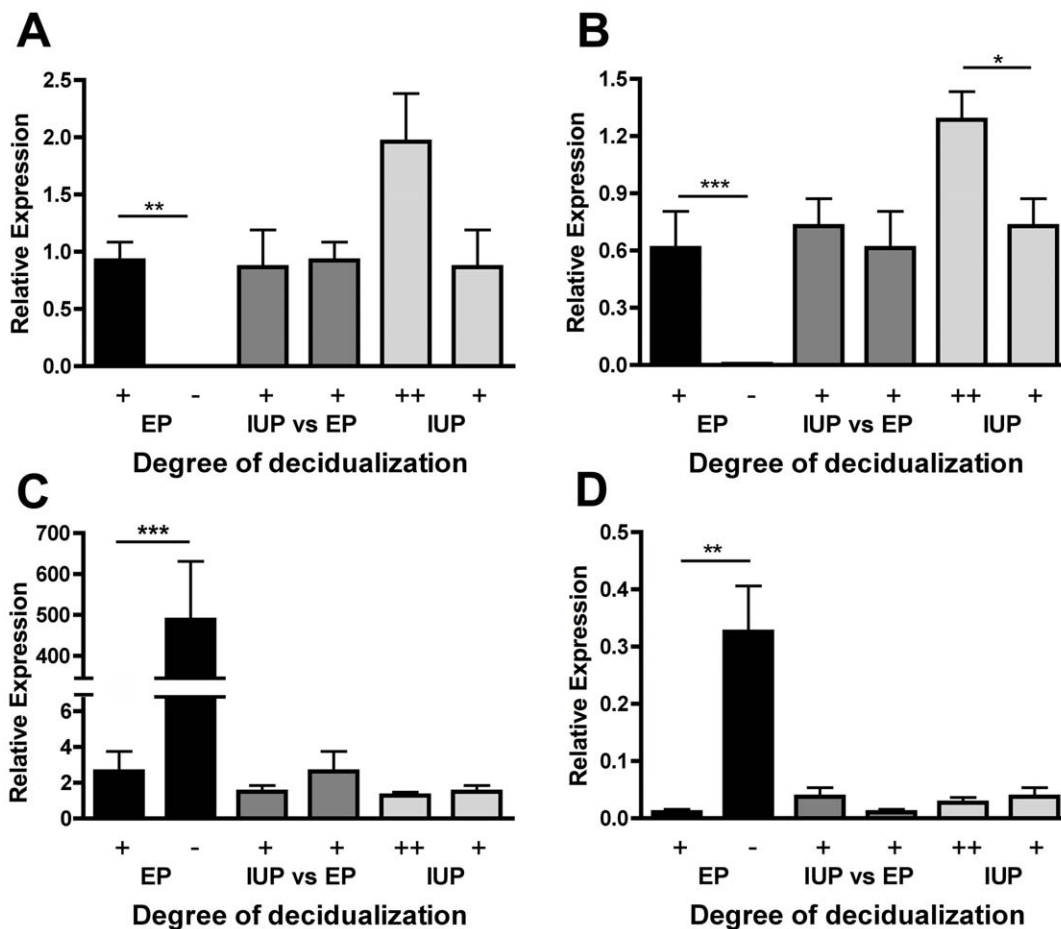 A
Relative Expression
2.5
2.0
1.5
1.0
0.5
0.0
**
+ - + + ++ +
EP IUP vs EP IUP
Degree of decidualization
B
Relative Expression
1.5
1.2
0.9
0.6
0.3
0.0
***
*
+ - + + ++ +
EP IUP vs EP IUP
Degree of decidualization
C
Relative Expression
700
600
500
400
6
4
2
0
***
+ - + + ++ +
EP IUP vs EP IUP
Degree of decidualization
D
Relative Expression
0.5
0.4
0.3
0.2
0.1
0.0
**
+ - + + ++ +
EP IUP vs EP IUP
Degree of decidualization